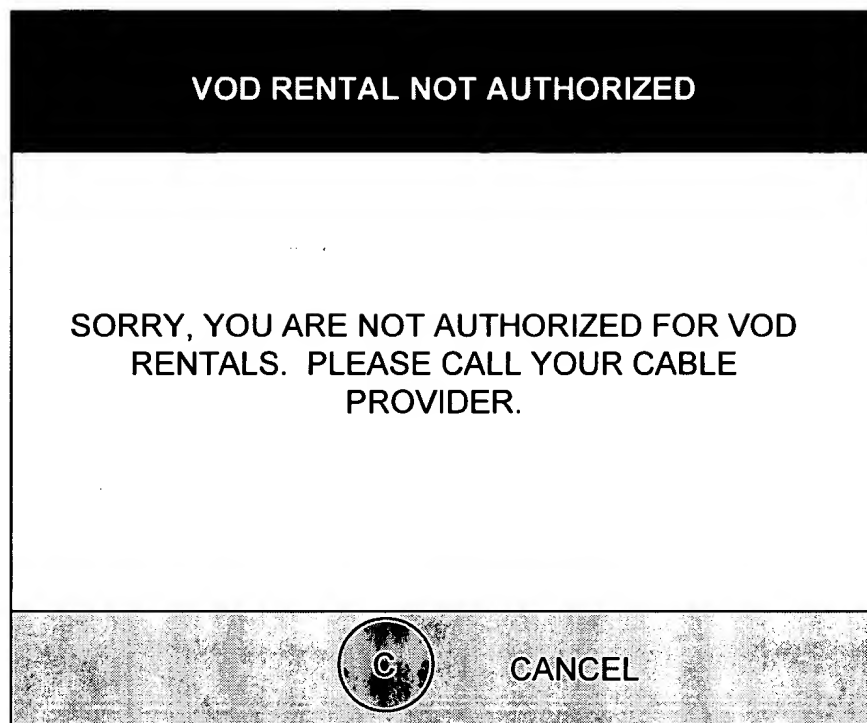 VOD RENTAL NOT AUTHORIZED
SORRY, YOU ARE NOT AUTHORIZED FOR VOD
RENTALS.  PLEASE CALL YOUR CABLE
PROVIDER.
C CANCEL